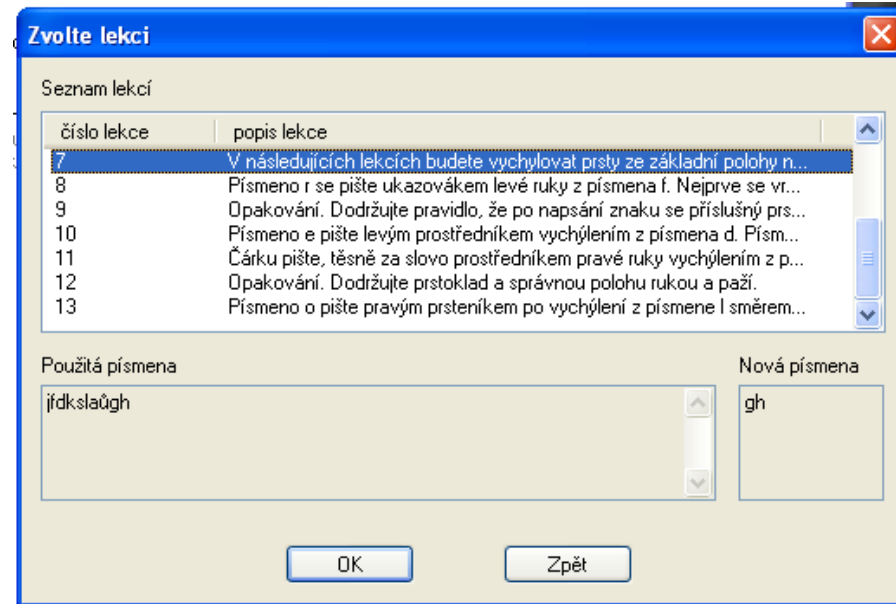 Zvolte lekci
Seznam lekcí
číslo lekce popis lekce
7 V následujících lekcích budete vychylovat prsty ze základní polohy n...
8 Písmeno r se pište ukazovákem levé ruky z písmena f. Nejprve se vr...
9 Opakování. Dodržujte pravidlo, že po napsání znaku se příslušný prs...
10 Písmeno e pište levým prostředníkem vychýlením z písmena d. Písm...
11 Čárku pište, těsně za slovo prostředníkem pravé ruky vychýlením z p...
12 Opakování. Dodržujte prstoklad a správnou polohu rukou a paží.
13 Písmeno o pište pravým prsteníkem po vychýlení z písmene l směrem...
Použitá písmena Nová písmena
jfdkslaůgh gh
OK Zpět